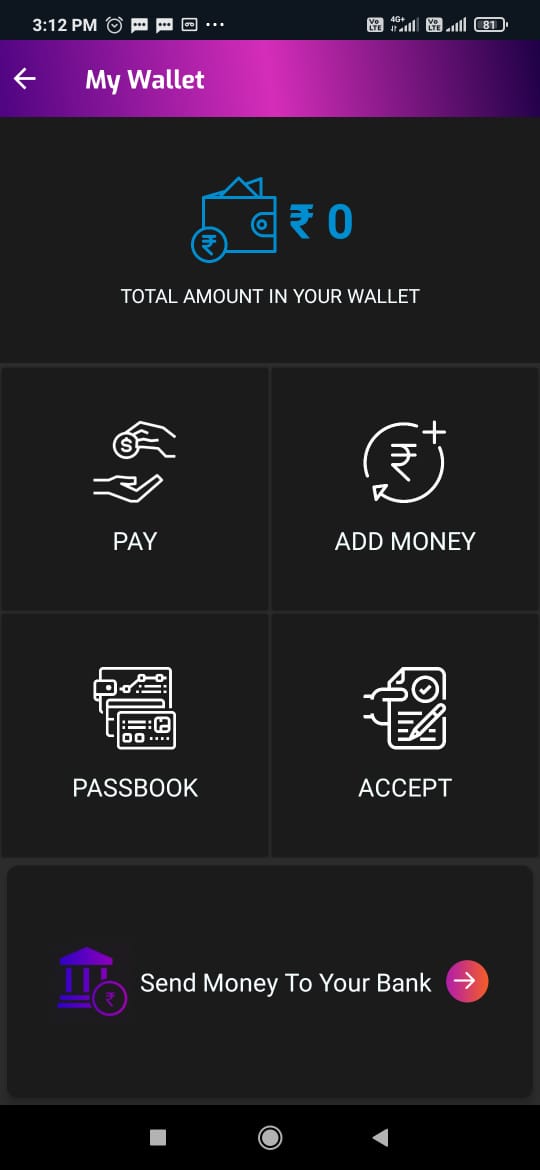 3:12 PM
Vo LTE 4G+ Vo LTE 81
My Wallet
₹ 0
TOTAL AMOUNT IN YOUR WALLET
PAY
ADD MONEY
PASSBOOK
ACCEPT
Send Money To Your Bank